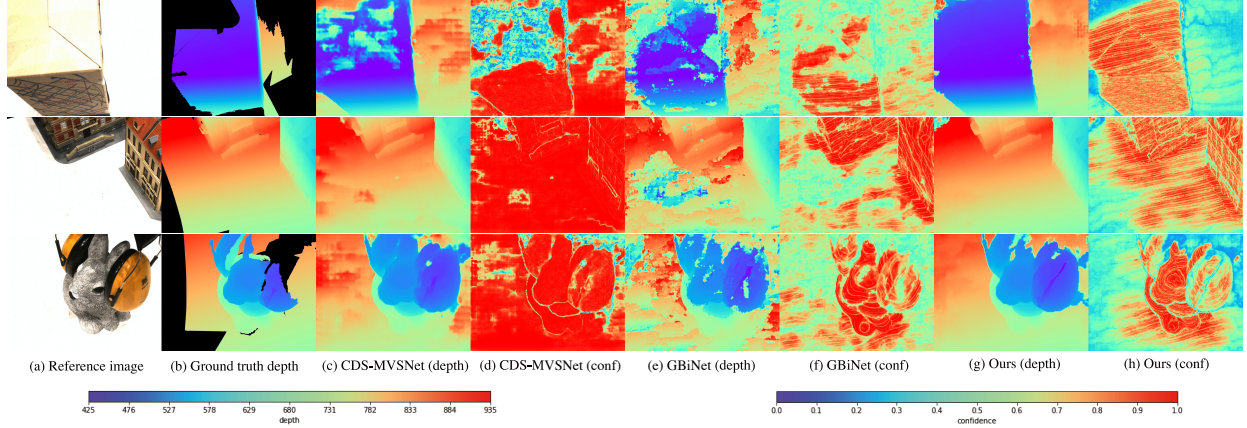 (a) Reference image (b) Ground truth depth (c) CDS-MVSNet (depth) (d) CDS-MVSNet (conf) (e) GBiNet (depth) (f) GBiNet (conf) (g) Ours (depth) (h) Ours (conf)
425 476 527 578 629 680 731 782 833 884 935
depth
0.0 0.1 0.2 0.3 0.4 0.5 0.6 0.7 0.8 0.9 1.0
confidence